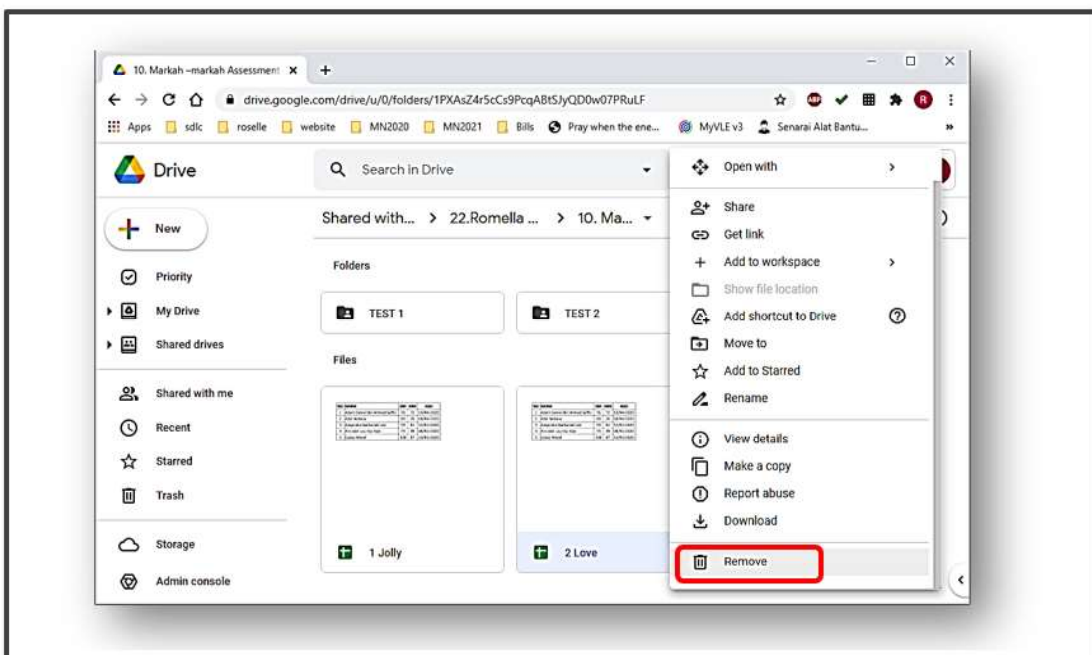 10. Markah –markah Assessment
drive.google.com/drive/u/0/folders/1PXAsZ4r5cCs9PcqABtSJyQD0w07PRuLF
ABP
R
Apps sdlc roselle website MN2020 MN2021 Bills Pray when the ene... MyVLE v3 Senarai Alat Bantu...
Drive
Search in Drive
New
Priority
My Drive
Shared drives
Shared with me
Recent
Starred
Trash
Storage
Admin console
Shared with... > 22.Romella ... > 10. Ma...
Folders
TEST 1
TEST 2
Files
1 Jolly
2 Love
Open with
Share
Get link
Add to workspace
Show file location
Add shortcut to Drive
Move to
Add to Starred
Rename
View details
Make a copy
Report abuse
Download
Remove